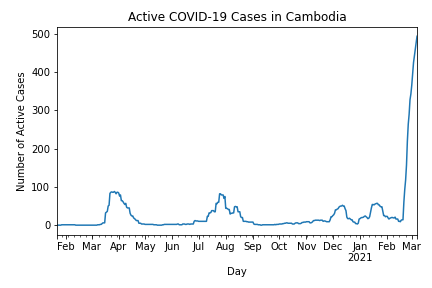 Active COVID-19 Cases in Cambodia
Number of Active Cases
500
400
300
200
100
0
Feb Mar Apr May Jun Jul Aug Sep Oct Nov Dec Jan Feb Mar
2021
Day